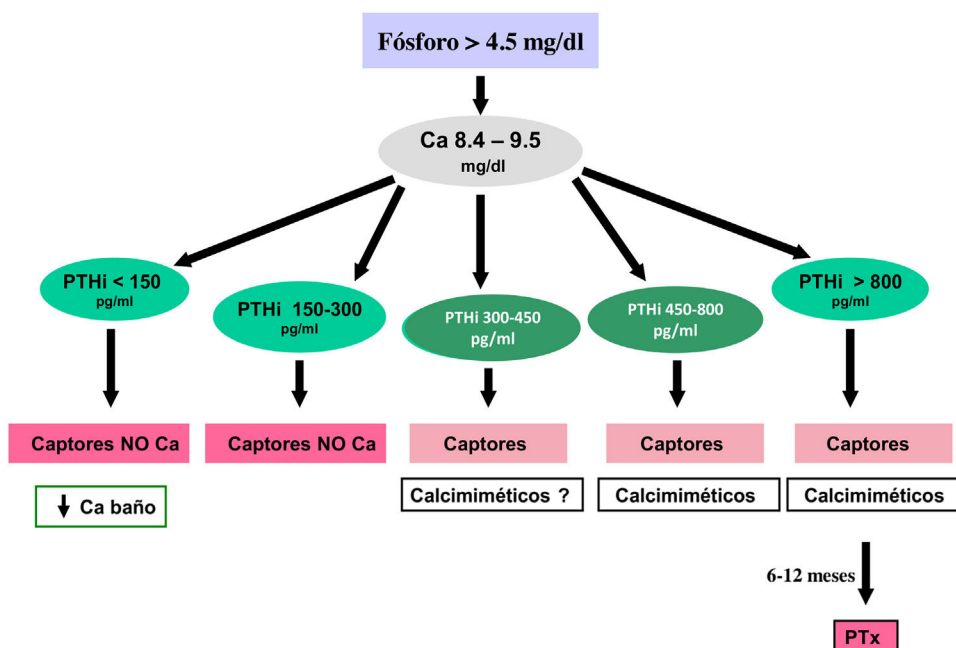 Fósforo > 4.5 mg/dl
Ca 8.4 – 9.5
mg/dl
PTHi < 150
pg/ml
PTHi 150-300
pg/ml
PTHi 300-450
pg/ml
PTHi 450-800
pg/ml
PTHi > 800
pg/ml
Captores NO Ca
Captores NO Ca
Captores
Captores
Captores
↓ Ca baño
Calcimiméticos ?
Calcimiméticos
Calcimiméticos
6-12 meses
PTx